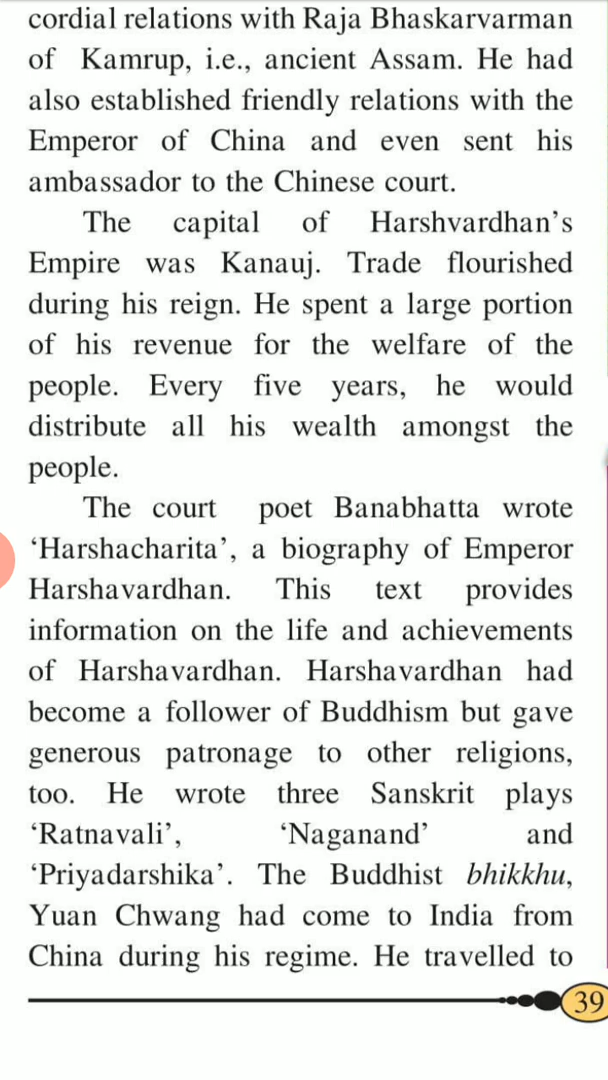 cordial relations with Raja Bhaskarvarman
of Kamrup, i.e., ancient Assam. He had
also established friendly relations with the
Emperor of China and even sent his
ambassador to the Chinese court.
The capital of Harshvardhan’s
Empire was Kanauj. Trade flourished
during his reign. He spent a large portion
of his revenue for the welfare of the
people. Every five years, he would
distribute all his wealth amongst the
people.
The court poet Banabhatta wrote
‘Harshacharita’, a biography of Emperor
Harshavardhan. This text provides
information on the life and achievements
of Harshavardhan. Harshavardhan had
become a follower of Buddhism but gave
generous patronage to other religions,
too. He wrote three Sanskrit plays
‘Ratnavali’, ‘Naganand’ and
‘Priyadarshika’. The Buddhist bhikkhu,
Yuan Chwang had come to India from
China during his regime. He travelled to
39